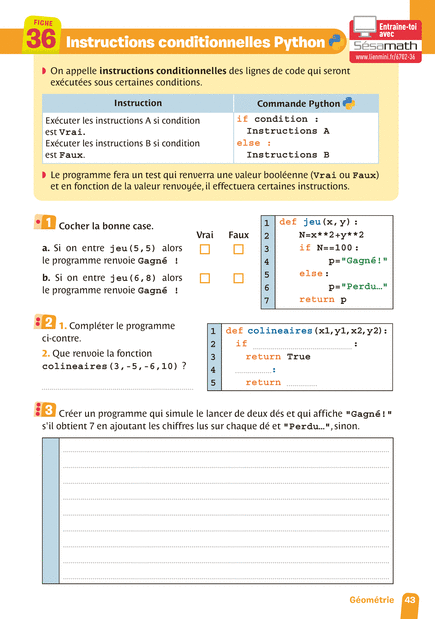 FICHE
36
Instructions conditionnelles Python
Entraîne-toi
avec
Sésamath
www.lienmini.fr/6702-36
On appelle instructions conditionnelles des lignes de code qui seront
exécutées sous certaines conditions.
Instruction
Commande Python
Exécuter les instructions A si condition
est Vrai.
Exécuter les instructions B si condition
est Faux.
if condition :
Instructions A
else :
Instructions B
Le programme fera un test qui renverra une valeur booléenne (Vrai ou Faux)
et en fonction de la valeur renvoyée, il effectuera certaines instructions.
1 Cocher la bonne case.
Vrai Faux
a. Si on entre jeu(5,5) alors
le programme renvoie Gagné !
b. Si on entre jeu(6,8) alors
le programme renvoie Gagné !
1 def jeu(x,y):
2 N=x**2+y**2
3 if N==100:
4 p="Gagné!"
5 else:
6 p="Perdu…"
7 return p
2 1. Compléter le programme
ci-contre.
2. Que renvoie la fonction
colineaires(3,-5,-6,10) ?
1 def colineaires(x1,y1,x2,y2):
2 if :
3 return True
4 :
5 return
3 Créer un programme qui simule le lancer de deux dés et qui affiche "Gagné!"
s'il obtient 7 en ajoutant les chiffres lus sur chaque dé et "Perdu…", sinon.
Géométrie 43